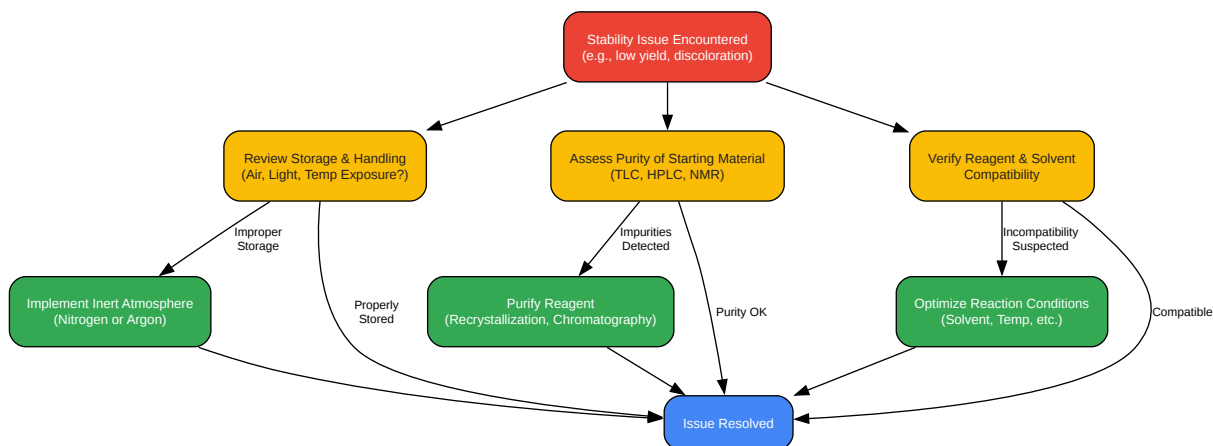 Stability Issue Encountered
(e.g., low yield, discoloration)
Review Storage & Handling
(Air, Light, Temp Exposure?)
Assess Purity of Starting Material
(TLC, HPLC, NMR)
Verify Reagent & Solvent
Compatibility
Improper
Storage
Impurities
Detected
Incompatibility
Suspected
Implement Inert Atmosphere
(Nitrogen or Argon)
Properly
Stored
Purify Reagent
(Recrystallization, Chromatography)
Purity OK
Optimize Reaction Conditions
(Solvent, Temp, etc.)
Compatible
Issue Resolved